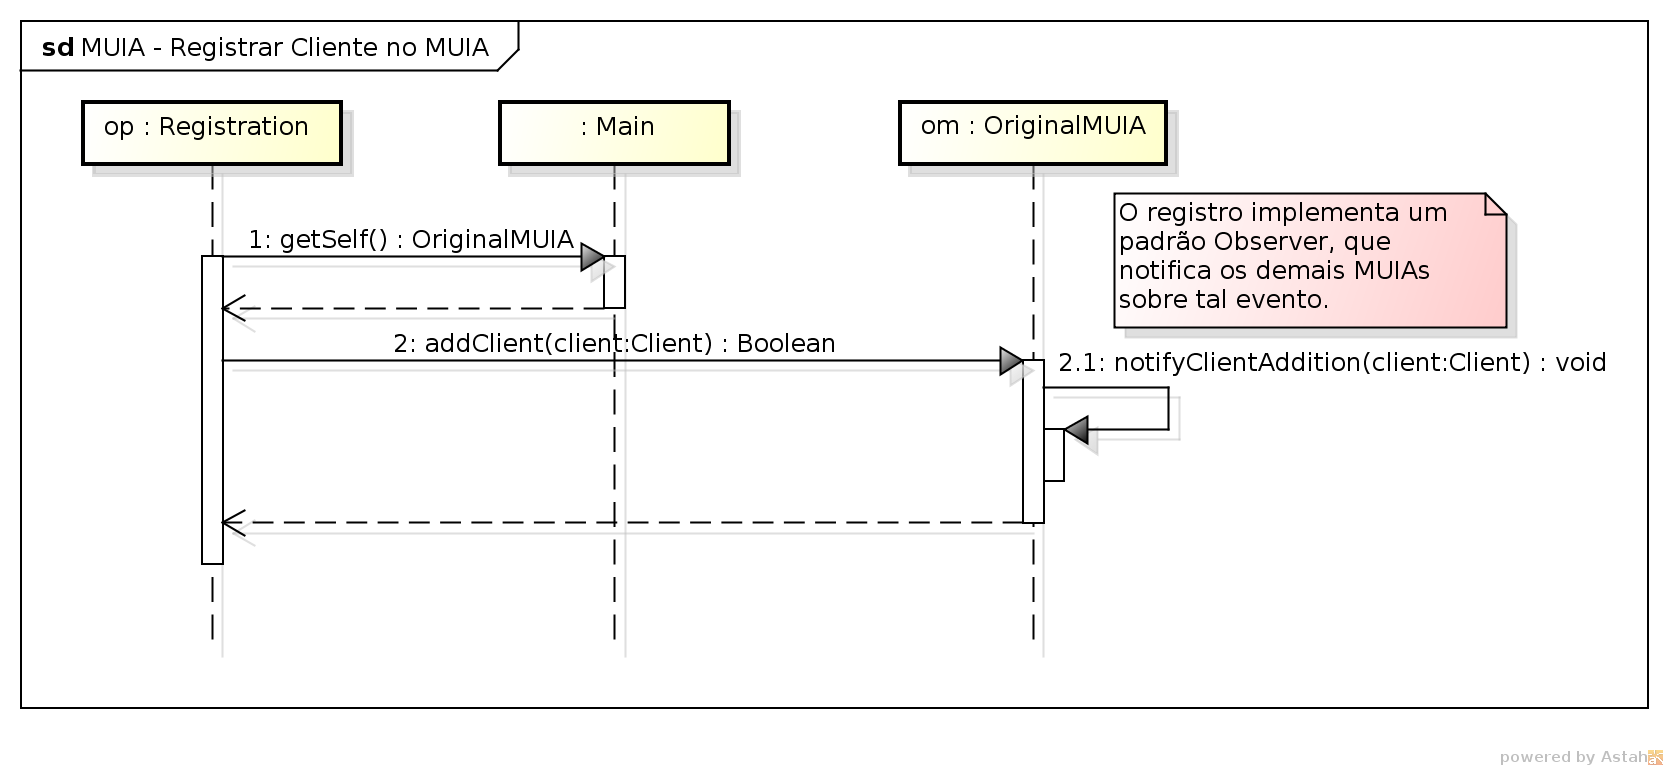 sd MUIA - Registrar Cliente no MUIA
op : Registration
: Main
om : OriginalMUIA
O registro implementa um
padrão Observer, que
notifica os demais MUIAs
sobre tal evento.
1: getSelf() : OriginalMUIA
2: addClient(client:Client) : Boolean
2.1: notifyClientAddition(client:Client) : void
powered by Astah